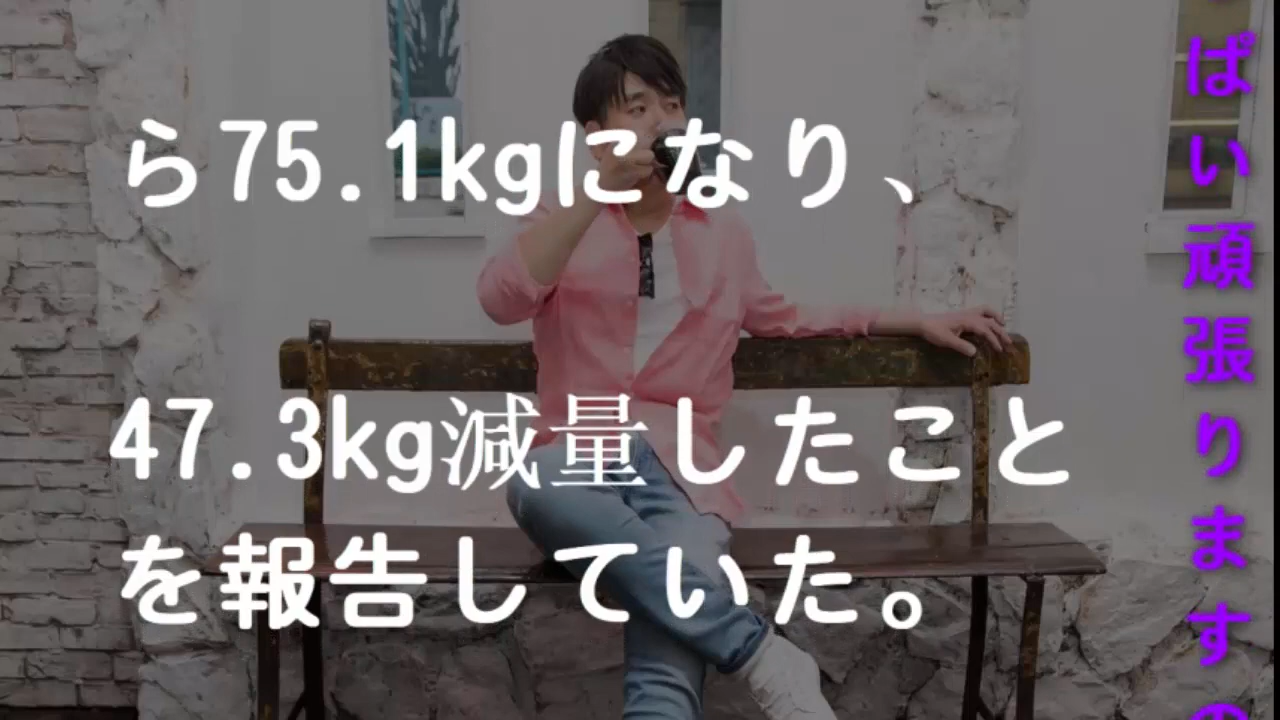 ら75.1kgになり、
47.3kg減量したこと
を報告していた。
ぱい頑張ります